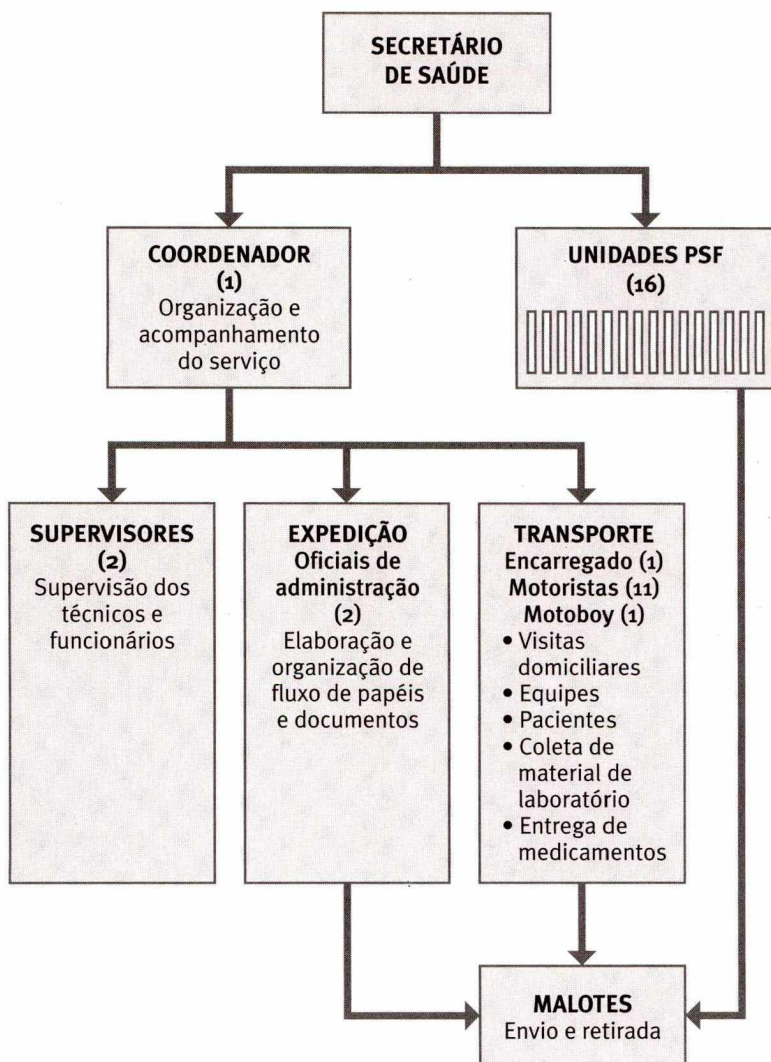 SECRETÁRIO
DE SAÚDE
COORDENADOR
(1)
Organização e
acompanhamento
do serviço
UNIDADES PSF
(16)
SUPERVISORES
(2)
Supervisão dos
técnicos e
funcionários
EXPEDIÇÃO
Oficiais de
administração
(2)
Elaboração e
organização de
fluxo de papéis
e documentos
TRANSPORTE
Encarregado (1)
Motoristas (11)
Motoboy (1)
• Visitas
domiciliares
• Equipes
• Pacientes
• Coleta de
material de
laboratório
• Entrega de
medicamentos
MALOTES
Envio e retirada